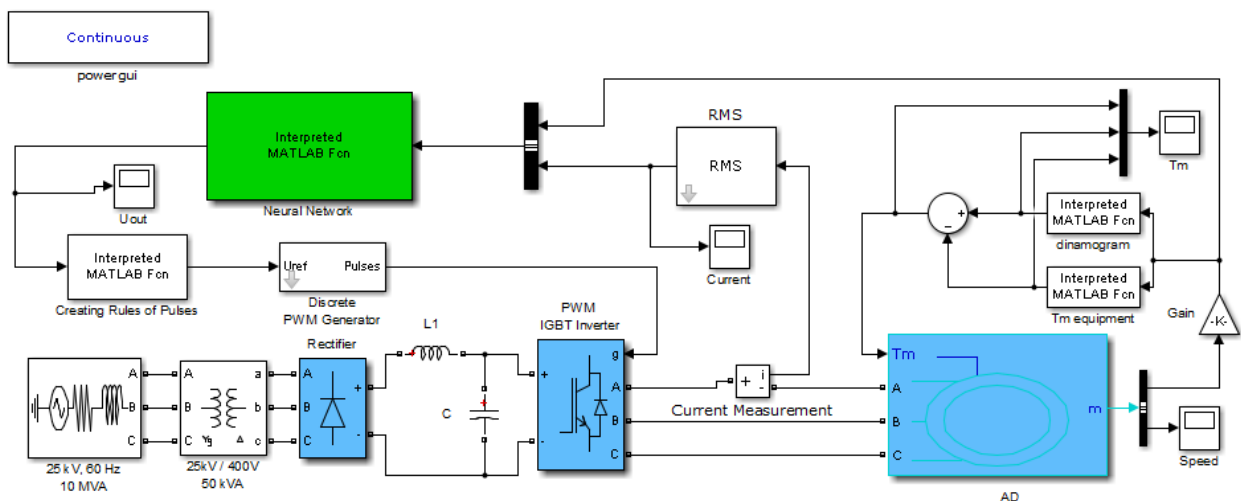 Continuous
powergui
Interpreted
MATLAB Fcn
Neural Network
Uout
Interpreted
MATLAB Fcn
Creating Rules of Pulses
Uref
Pulses
Discrete
PWM Generator
RMS
RMS
Current
Tm
Interpreted
MATLAB Fcn
dinamogram
Interpreted
MATLAB Fcn
Tm equipment
Gain
-K-
A
B
C
25 kV, 60 Hz
10 MVA
A
B
C
a
b
c
Yg
Δ
25kV / 400V
50 kVA
Rectifier
A
B
C
+
-
L1
C
PWM
IGBT Inverter
+
-
g
A
B
C
+
-
i
Current Measurement
Tm
A
B
C
m
AD
Speed
+
-